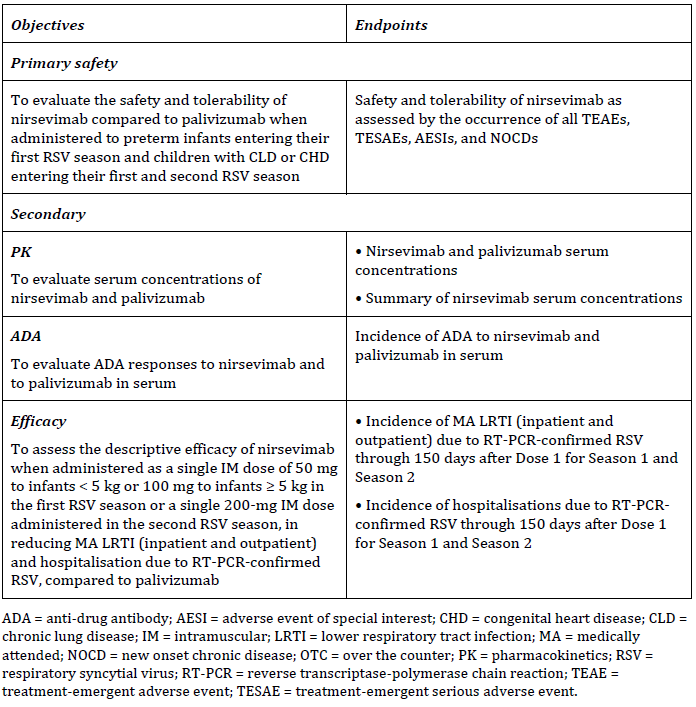 Objectives
Endpoints
Primary safety
To evaluate the safety and tolerability of
nirsevimab compared to palivizumab when
administered to preterm infants entering their
first RSV season and children with CLD or CHD
entering their first and second RSV season
Safety and tolerability of nirsevimab as
assessed by the occurrence of all TEAEs,
TESAEs, AESIs, and NOCDs
Secondary
PK
To evaluate serum concentrations of
nirsevimab and palivizumab
• Nirsevimab and palivizumab serum
concentrations
• Summary of nirsevimab serum concentrations
ADA
To evaluate ADA responses to nirsevimab and
to palivizumab in serum
Incidence of ADA to nirsevimab and
palivizumab in serum
Efficacy
To assess the descriptive efficacy of nirsevimab
when administered as a single IM dose of 50 mg
to infants < 5 kg or 100 mg to infants ≥ 5 kg in
the first RSV season or a single 200-mg IM dose
administered in the second RSV season, in
reducing MA LRTI (inpatient and outpatient)
and hospitalisation due to RT-PCR-confirmed
RSV, compared to palivizumab
• Incidence of MA LRTI (inpatient and
outpatient) due to RT-PCR-confirmed RSV
through 150 days after Dose 1 for Season 1 and
Season 2
• Incidence of hospitalisations due to RT-PCR-
confirmed RSV through 150 days after Dose 1
for Season 1 and Season 2
ADA = anti-drug antibody; AESI = adverse event of special interest; CHD = congenital heart disease; CLD =
chronic lung disease; IM = intramuscular; LRTI = lower respiratory tract infection; MA = medically
attended; NOCD = new onset chronic disease; OTC = over the counter; PK = pharmacokinetics; RSV =
respiratory syncytial virus; RT-PCR = reverse transcriptase-polymerase chain reaction; TEAE =
treatment-emergent adverse event; TESAE = treatment-emergent serious adverse event.